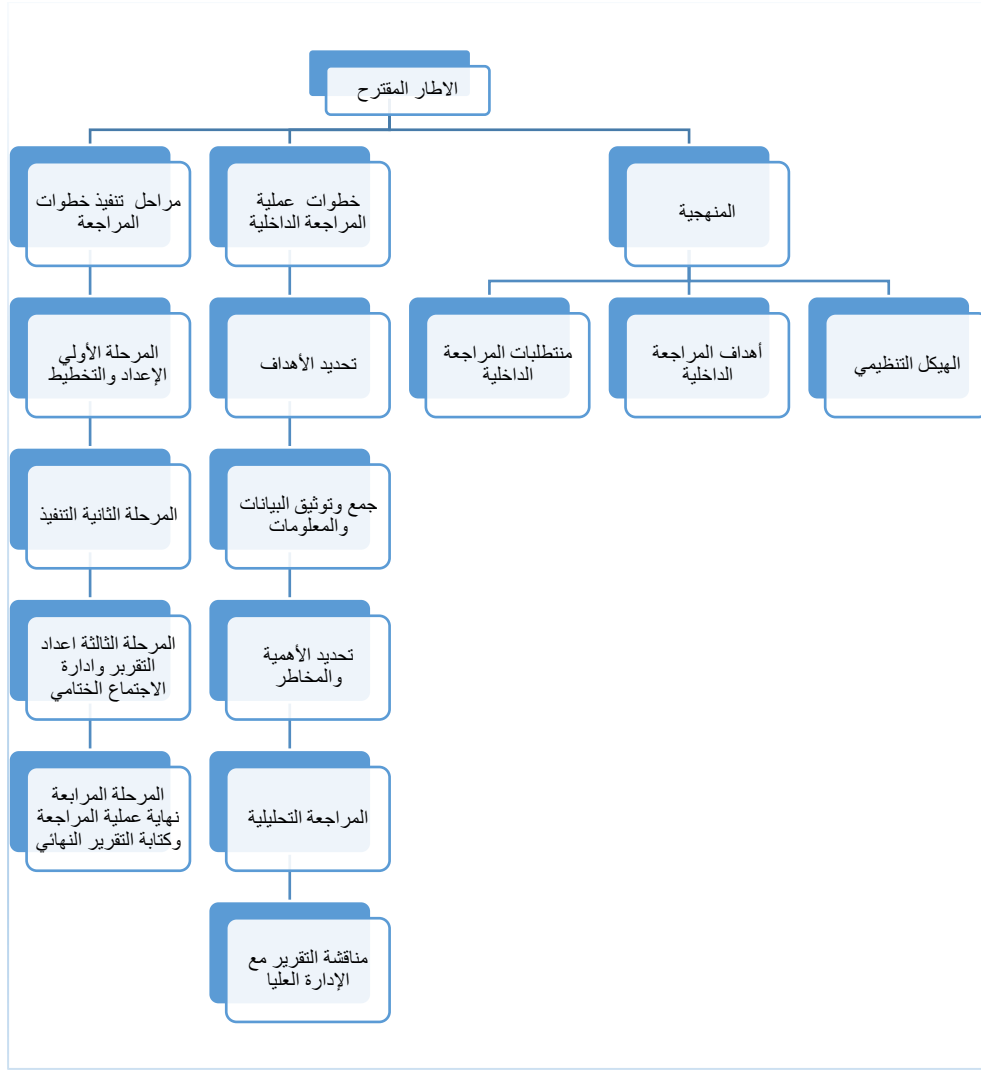 الاطار المقترح
المنهجية
خطوات عملية
المراجعة الداخلية
مراحل تنفيذ خطوات
المراجعة
الهيكل التنظيمي
أهداف المراجعة
الداخلية
منتطلبات المراجعة
الداخلية
تحديد الأهداف
جمع وتوثيق البيانات
والمعلومات
تحديد الأهمية
والمخاطر
المراجعة التحليلية
مناقشة التقرير مع
الإدارة العليا
المرحلة الأولي
الإعداد والتخطيط
المرحلة الثانية التنفيذ
المرحلة الثالثة اعداد
التقربر وادارة
الاجتماع الختامي
المرحلة المرابعة
نهاية عملية المراجعة
وكتابة التقرير النهائي